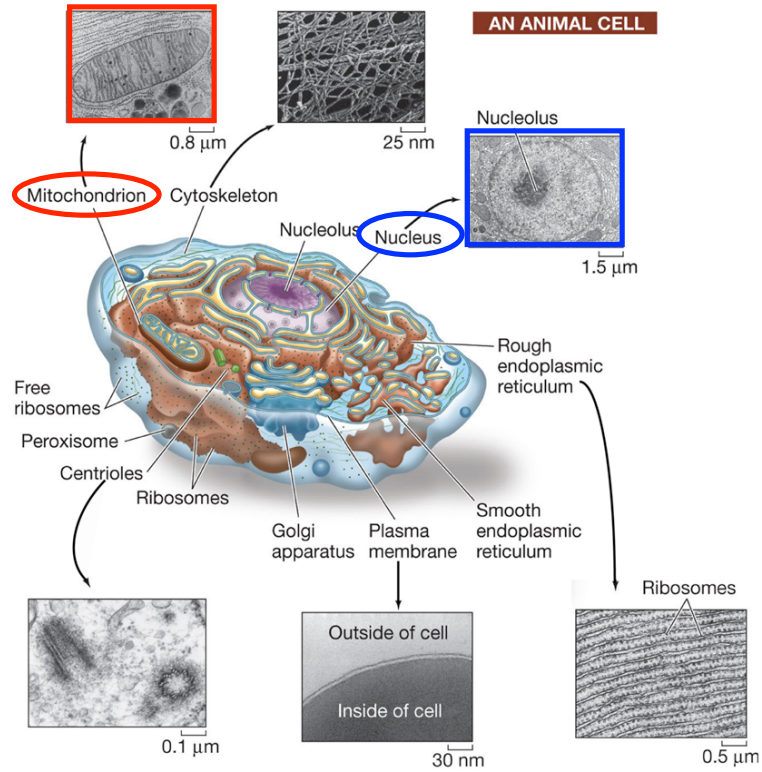 AN ANIMAL CELL
0.8 µm
25 nm
Nucleolus
1.5 µm
Mitochondrion
Cytoskeleton
Nucleolus
Nucleus
Rough
endoplasmic
reticulum
Free
ribosomes
Peroxisome
Centrioles
Ribosomes
Golgi
apparatus
Plasma
membrane
Smooth
endoplasmic
reticulum
Ribosomes
Outside of cell
Inside of cell
0.1 µm
30 nm
0.5 µm